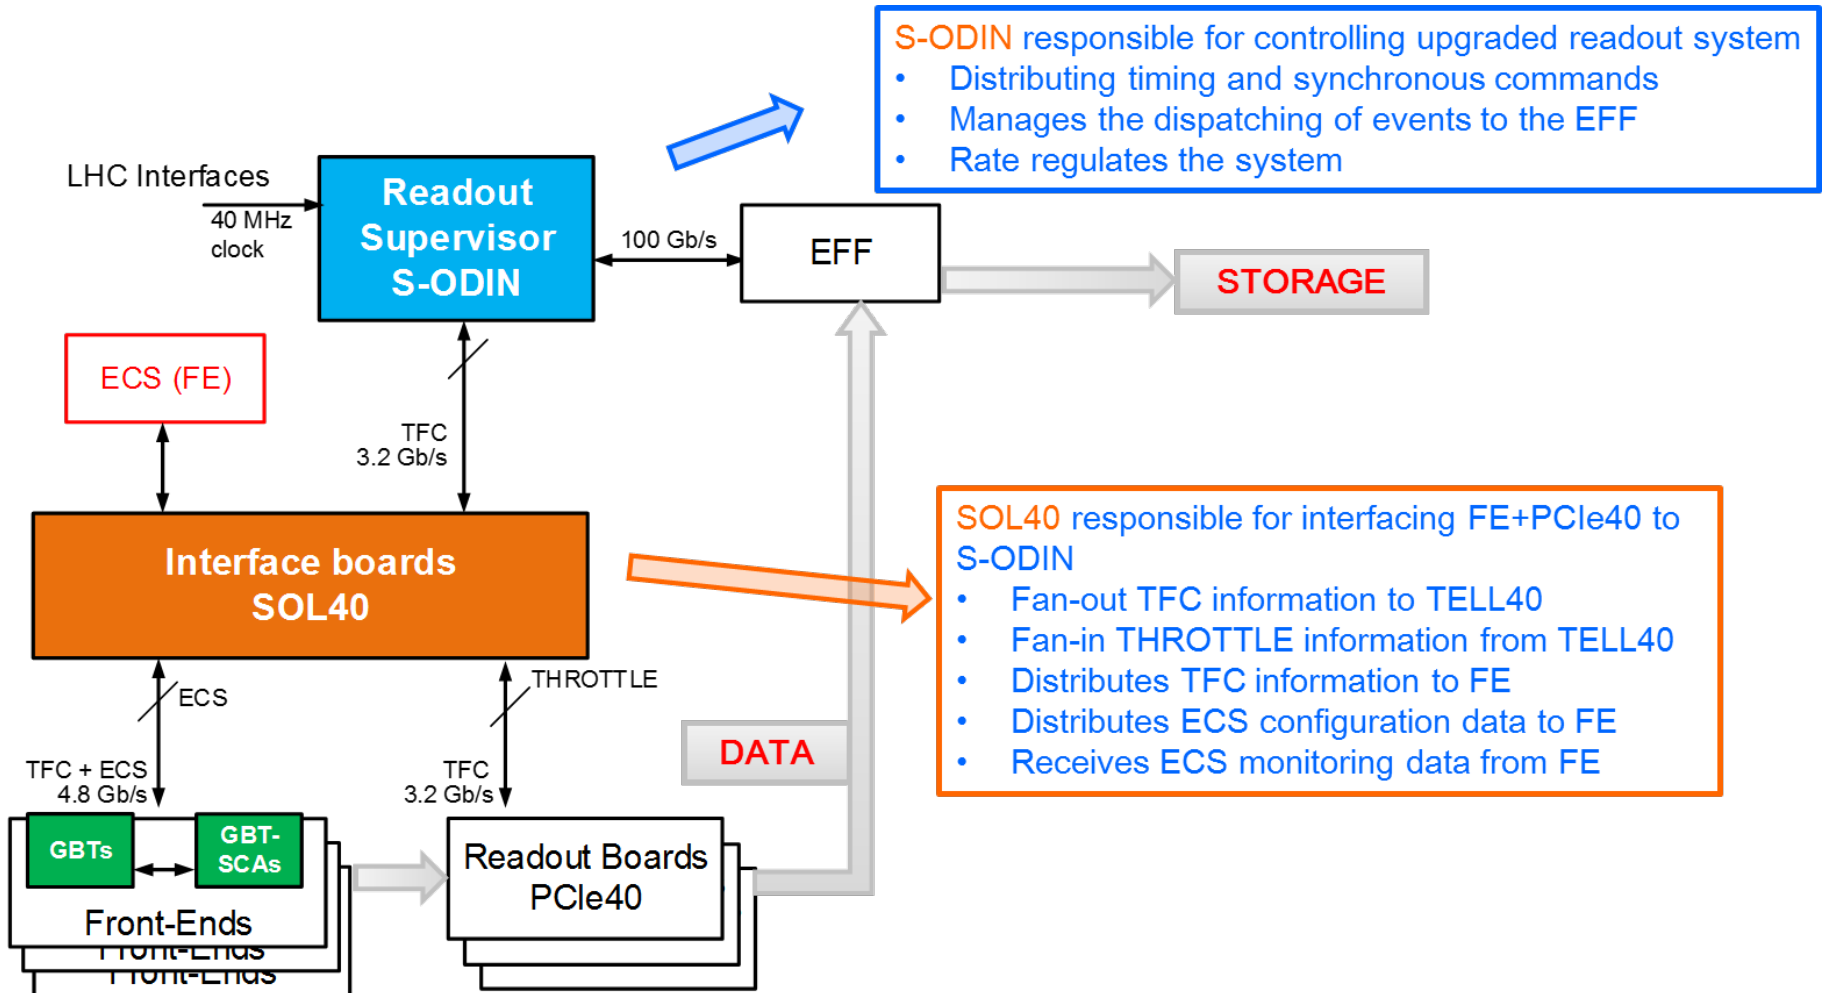 S-ODIN responsible for controlling upgraded readout system
• Distributing timing and synchronous commands
• Manages the dispatching of events to the EFF
• Rate regulates the system
LHC Interfaces
40 MHz
clock
Readout
Supervisor
S-ODIN
100 Gb/s
EFF
STORAGE
ECS (FE)
TFC
3.2 Gb/s
Interface boards
SOL40
SOL40 responsible for interfacing FE+PCIe40 to
S-ODIN
• Fan-out TFC information to TELL40
• Fan-in THROTTLE information from TELL40
• Distributes TFC information to FE
• Distributes ECS configuration data to FE
• Receives ECS monitoring data from FE
ECS
THROTTLE
DATA
TFC + ECS
4.8 Gb/s
TFC
3.2 Gb/s
GBTs
GBT-
SCAs
Front-Ends
Front-Ends
Front-Ends
Readout Boards
PCIe40